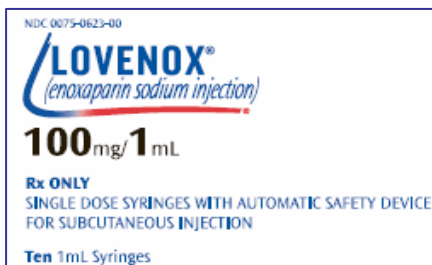 NDC 0075-0623-00
LOVENOX®
(enoxaparin sodium injection)
100mg/1mL
Rx ONLY
SINGLE DOSE SYRINGES WITH AUTOMATIC SAFETY DEVICE
FOR SUBCUTANEOUS INJECTION
Ten 1mL Syringes